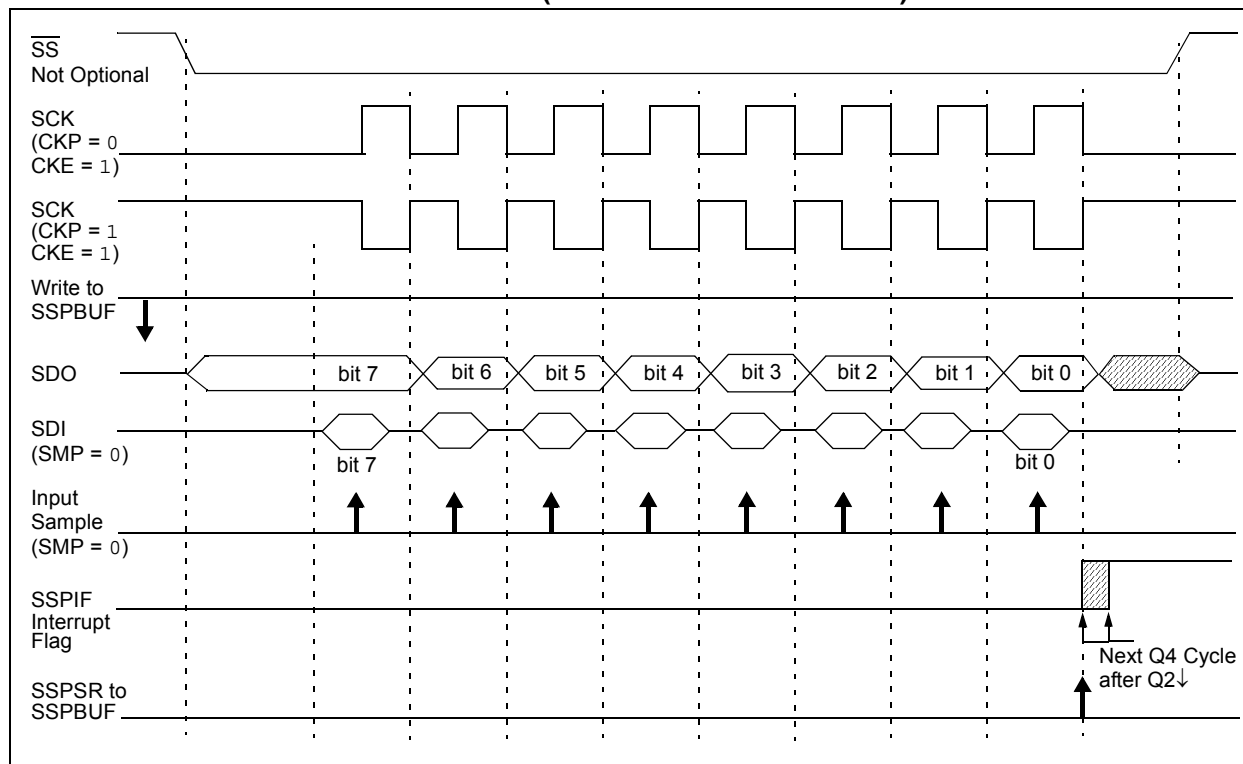 SS
Not Optional
SCK
(CKP = 0
CKE = 1)
SCK
(CKP = 1
CKE = 1)
Write to
SSPBUF
SDO
bit 7 bit 6 bit 5 bit 4 bit 3 bit 2 bit 1 bit 0
SDI
(SMP = 0)
bit 7 bit 0
Input
Sample
(SMP = 0)
SSPIF
Interrupt
Flag
Next Q4 Cycle
after Q2↓
SSPSR to
SSPBUF